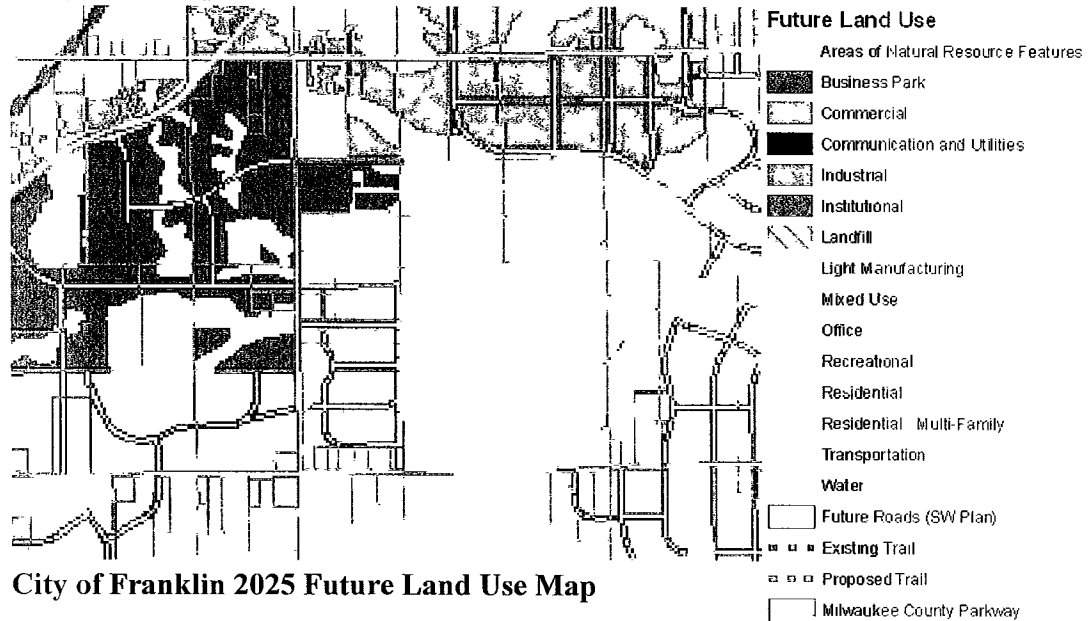 Future Land Use
Areas of Natural Resource Features
Business Park
Commercial
Communication and Utilities
Industrial
Institutional
Landfill
Light Manufacturing
Mixed Use
Office
Recreational
Residential
Residential Multi-Family
Transportation
Water
Future Roads (SW Plan)
Existing Trail
Proposed Trail
Milwaukee County Parkway
City of Franklin 2025 Future Land Use Map